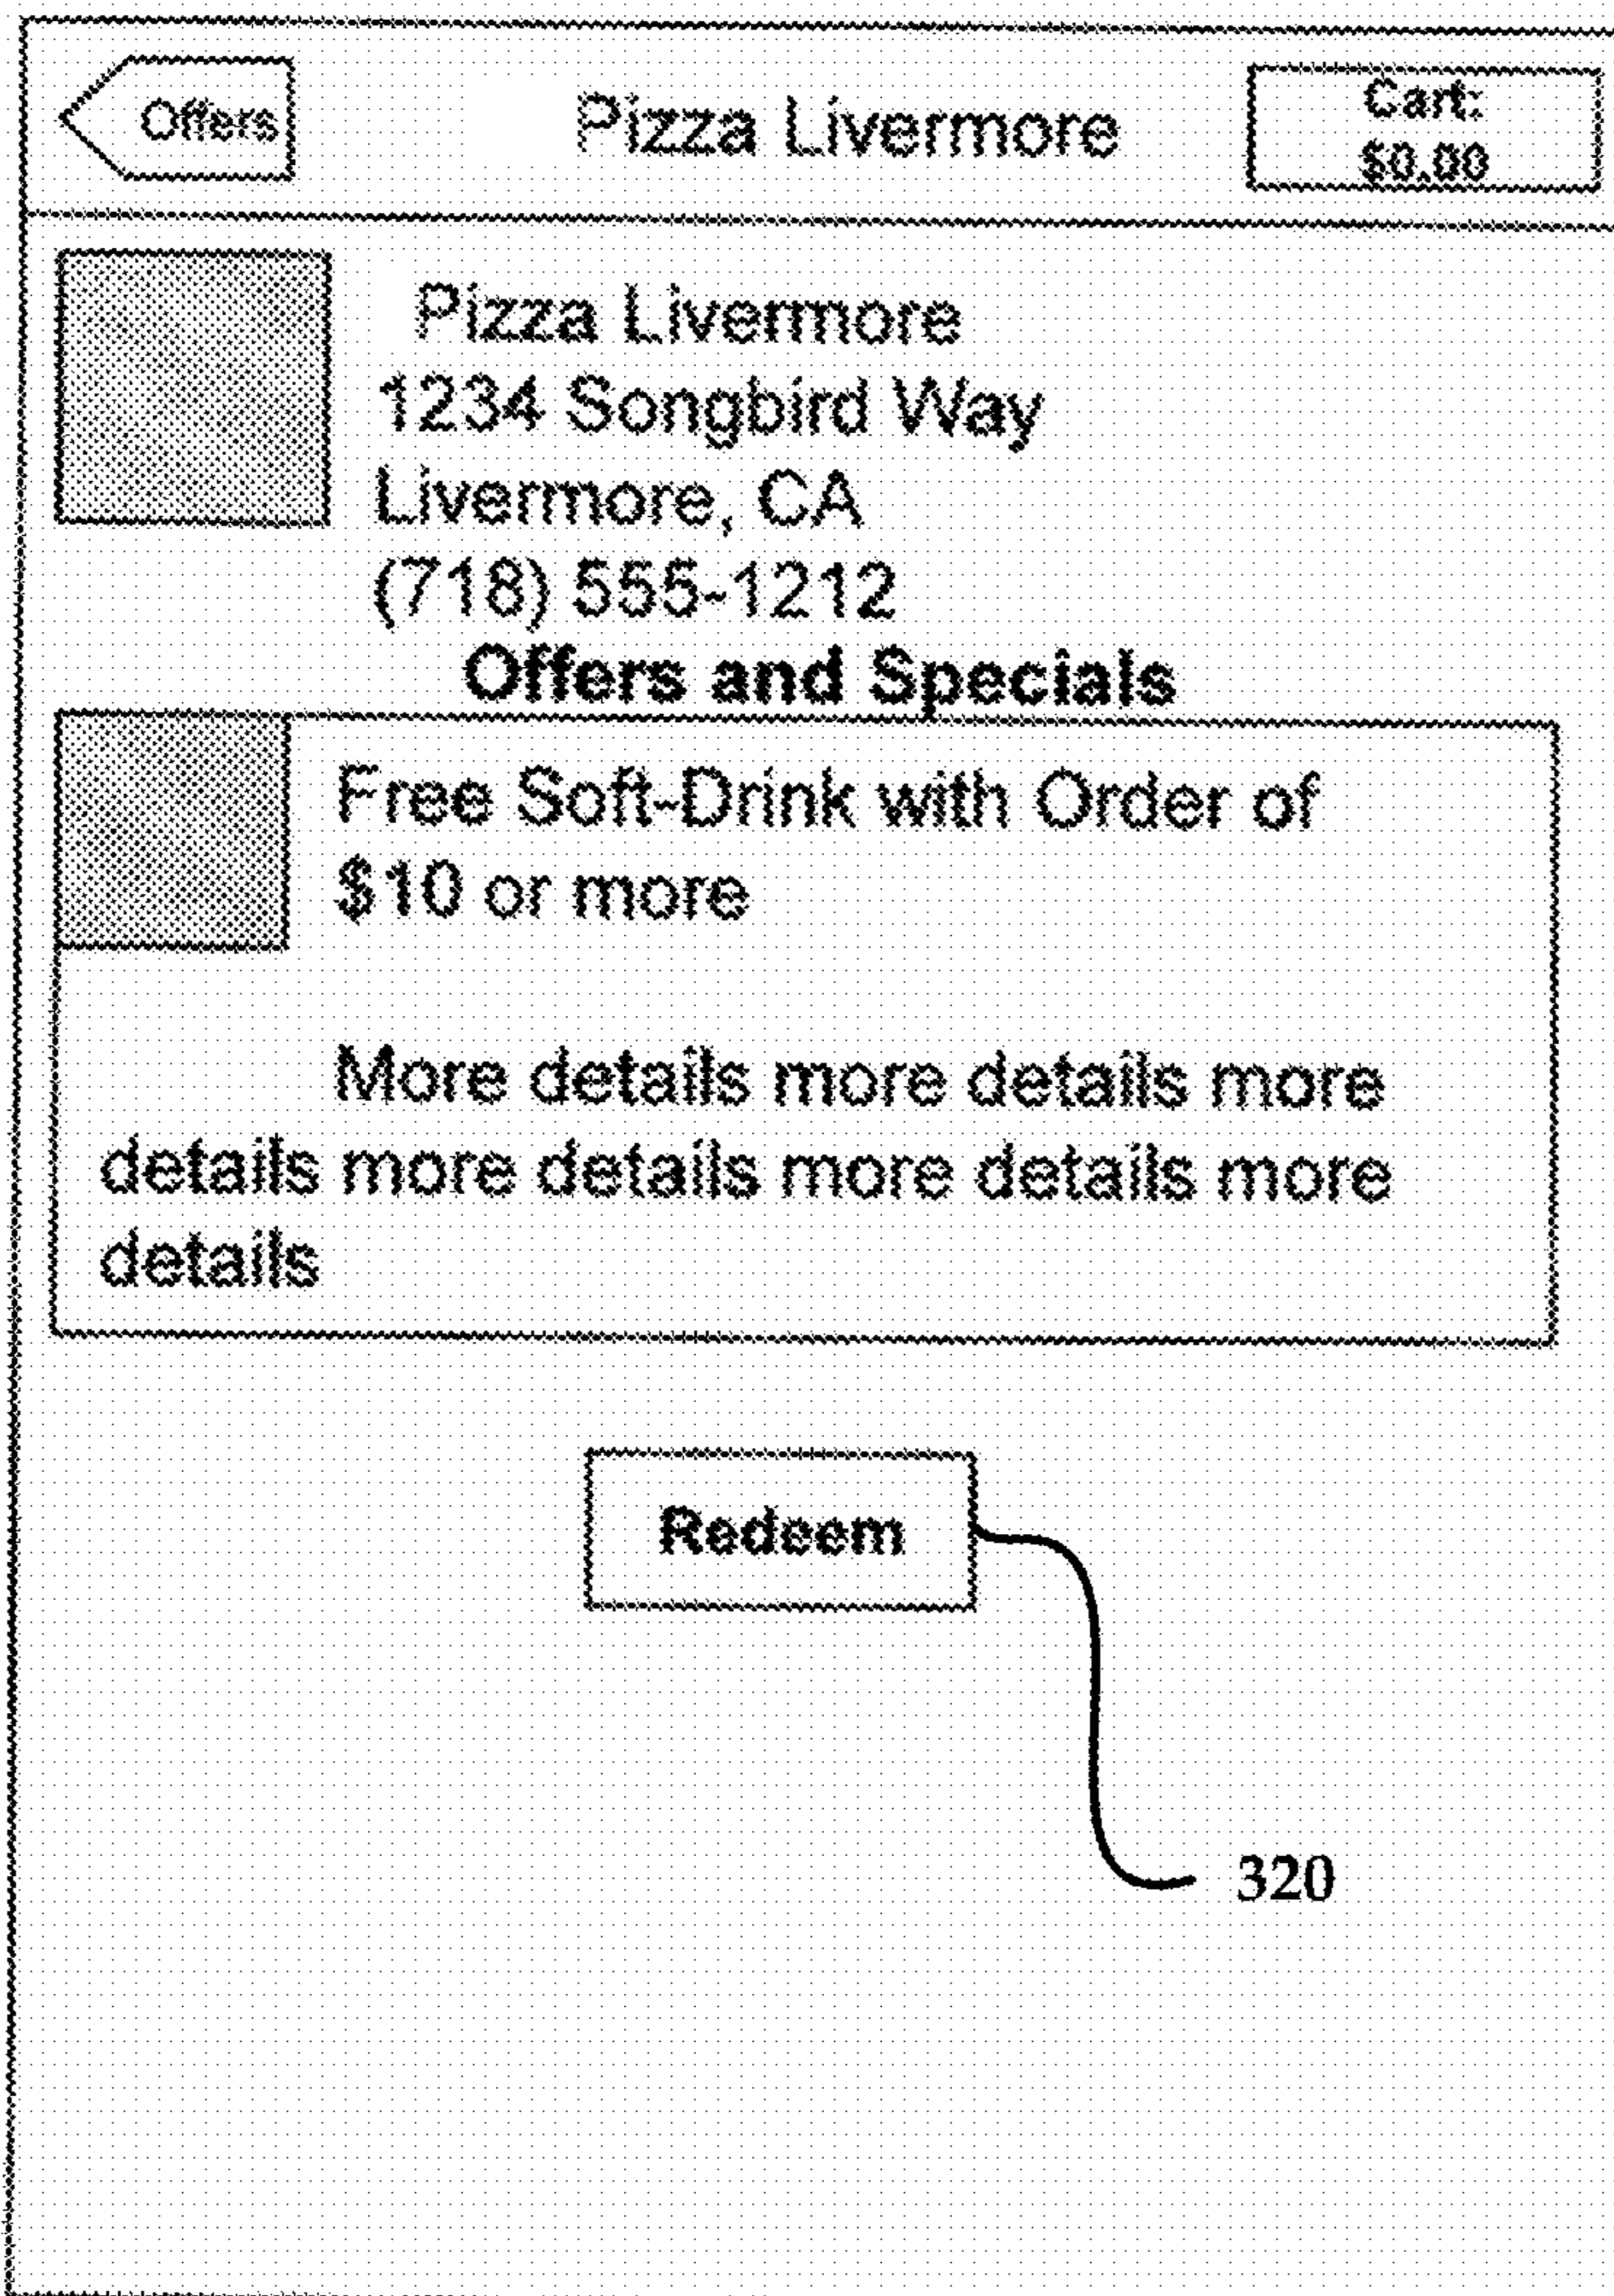 Offers
Pizza Livermore
Cart:
$0.00
Pizza Livermore
1234 Songbird Way
Livermore, CA
(718) 555-1212
Offers and Specials
Free Soft-Drink with Order of
$10 or more
More details more details more
details more details more details more
details
Redeem
320